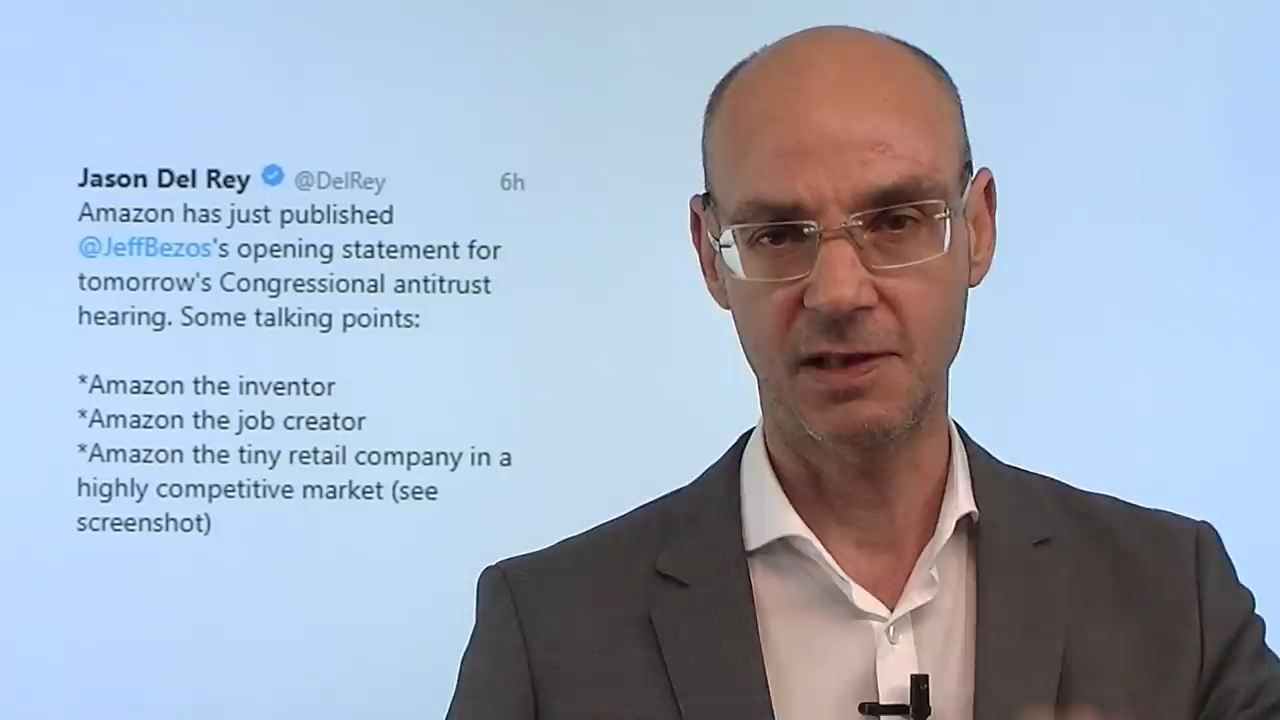 Jason Del Rey @DelRey 6h
Amazon has just published
@JeffBezos's opening statement for
tomorrow's Congressional antitrust
hearing. Some talking points:
*Amazon the inventor
*Amazon the job creator
*Amazon the tiny retail company in a
highly competitive market (see
screenshot)